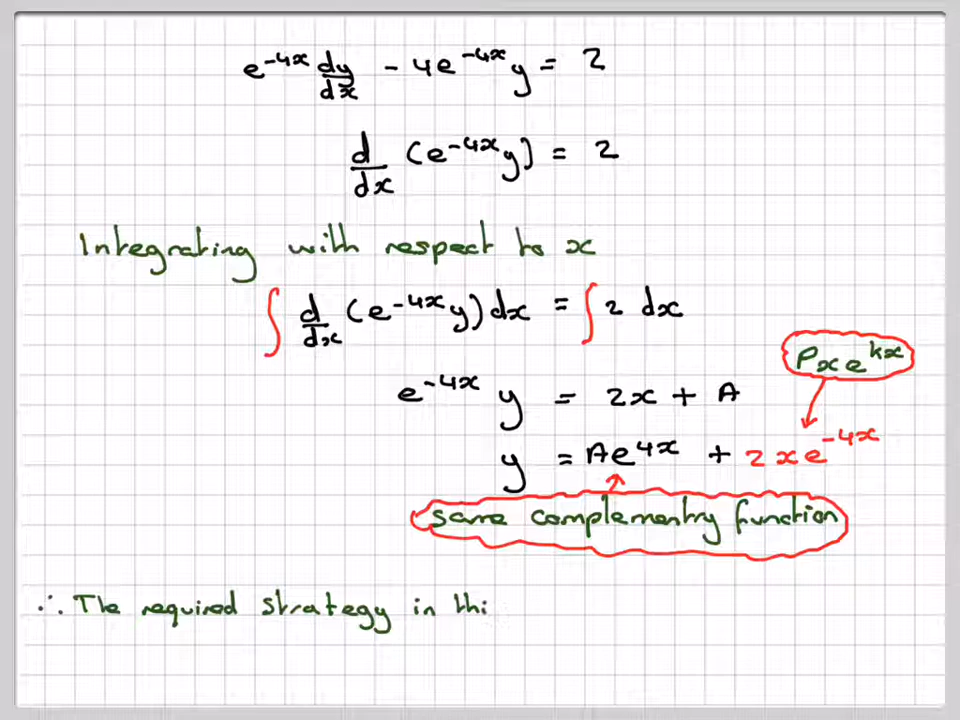 e^-4x dy/dx - 4e^-4x y = 2
d/dx (e^-4x y) = 2
Integrating with respect to x
∫ d/dx (e^-4x y) dx = ∫ 2 dx
Pxe^kx
e^-4x y = 2x + A
y = Ae^4x + 2xe^-4x
same complementry function
∴ The required strategy in thi